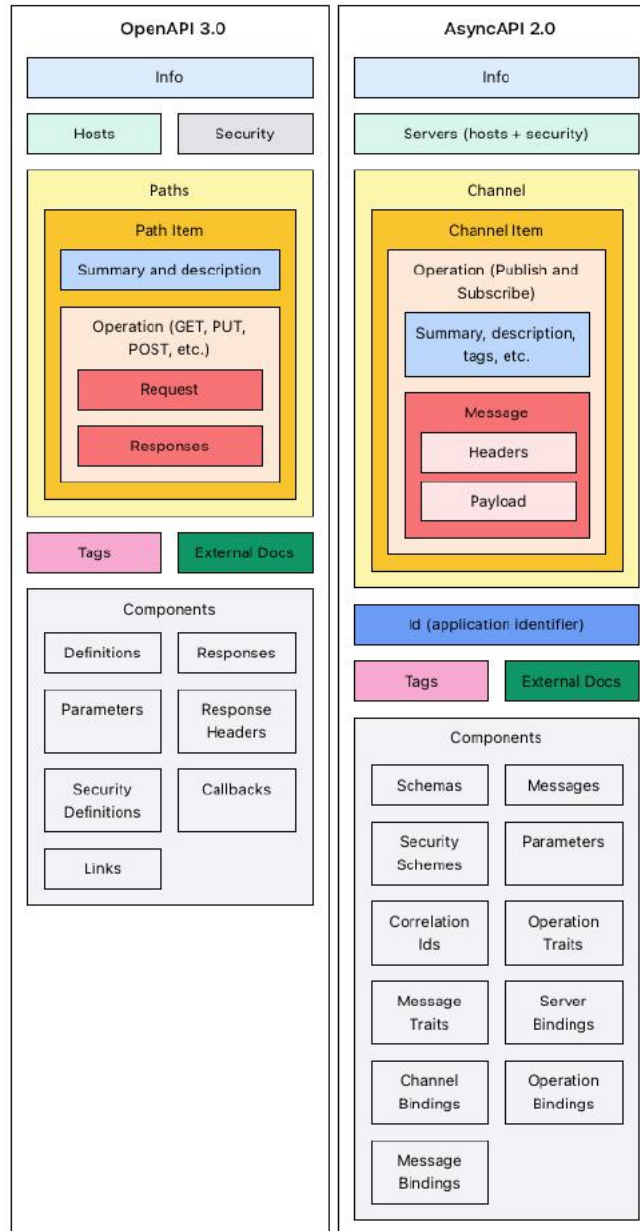 OpenAPI 3.0
Info
Hosts
Security
Paths
Path Item
Summary and description
Operation (GET, PUT,
POST, etc.)
Request
Responses
Tags
External Docs
Components
Definitions
Responses
Parameters
Response
Headers
Security
Definitions
Callbacks
Links
AsyncAPI 2.0
Info
Servers (hosts + security)
Channel
Channel Item
Operation (Publish and
Subscribe)
Summary, description,
tags, etc.
Message
Headers
Payload
Id (application identifier)
Tags
External Docs
Components
Schemas
Messages
Security
Schemes
Parameters
Correlation
Ids
Operation
Traits
Message
Traits
Server
Bindings
Channel
Bindings
Operation
Bindings
Message
Bindings